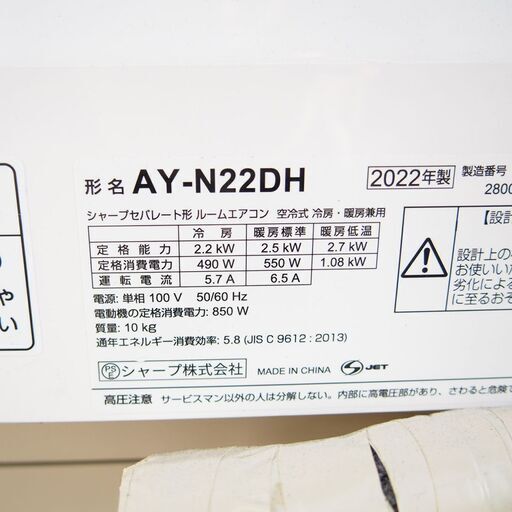 形名 AY-N22DH 2022年製 製造番号
2800
シャープセパレート形 ルームエアコン 空冷式 冷房・暖房兼用
冷房 暖房標準 暖房低温
定格能力 2.2 kW 2.5 kW 2.7 kW
定格消費電力 490 W 550 W 1.08 kW
運転電流 5.7 A 6.5 A
電源: 単相 100 V 50/60 Hz
電動機の定格消費電力: 850 W
質量: 10 kg
通年エネルギー消費効率: 5.8 (JIS C 9612 : 2013)
PS E シャープ株式会社 MADE IN CHINA S JET
高圧注意 サービスマン以外の人は分解しない。内部に高電圧部があり、さわると危険で
【設計
設計上の
お使いいた
劣化による
に至るおそ
ゃ
い